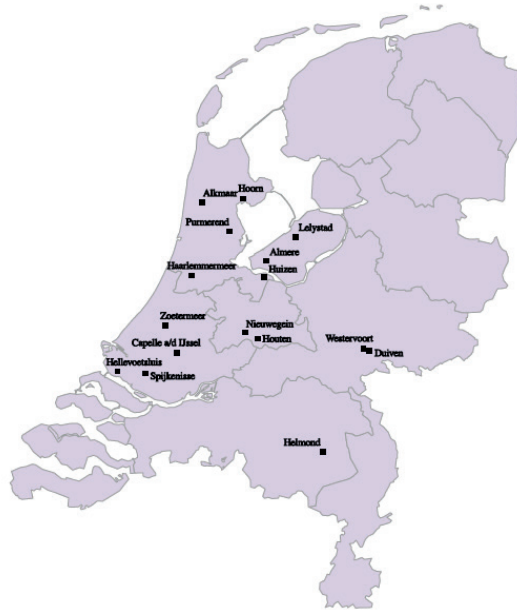 Hoorn
Alkmaar
Purmerend
Lelystad
Almere
Haarlemmermeer
Huizen
Zoetermeer
Nieuwegein
Houten
Capelle a/d IJssel
Westervoort
Duiven
Hellevoetsluis
Spijkenisse
Helmond